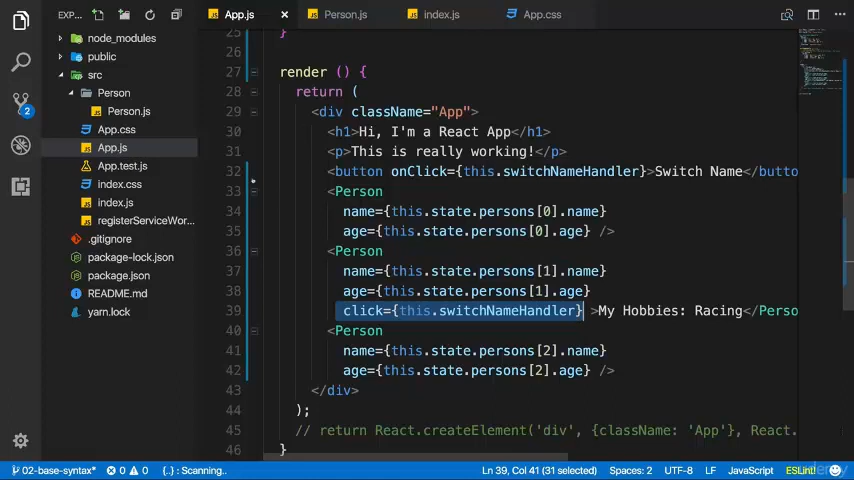 EXP...
App.js
Person.js
index.js
App.css
node_modules
public
src
Person
Person.js
App.css
App.js
App.test.js
index.css
index.js
registerServiceWor...
.gitignore
package-lock.json
package.json
README.md
yarn.lock
2
25 }
26
27 render () {
28 return (
29 <div className="App">
30 <h1>Hi, I'm a React App</h1>
31 <p>This is really working!</p>
32 <button onClick={this.switchNameHandler}>Switch Name</butto
33 <Person
34 name={this.state.persons[0].name}
35 age={this.state.persons[0].age} />
36 <Person
37 name={this.state.persons[1].name}
38 age={this.state.persons[1].age}
39 click={this.switchNameHandler} >My Hobbies: Racing</Perso
40 <Person
41 name={this.state.persons[2].name}
42 age={this.state.persons[2].age} />
43 </div>
44 );
45 // return React.createElement('div', {className: 'App'}, React.
46 }
02-base-syntax* 0 0 {..} : Scanning... Ln 39, Col 41 (31 selected) Spaces: 2 UTF-8 LF JavaScript ESLint!